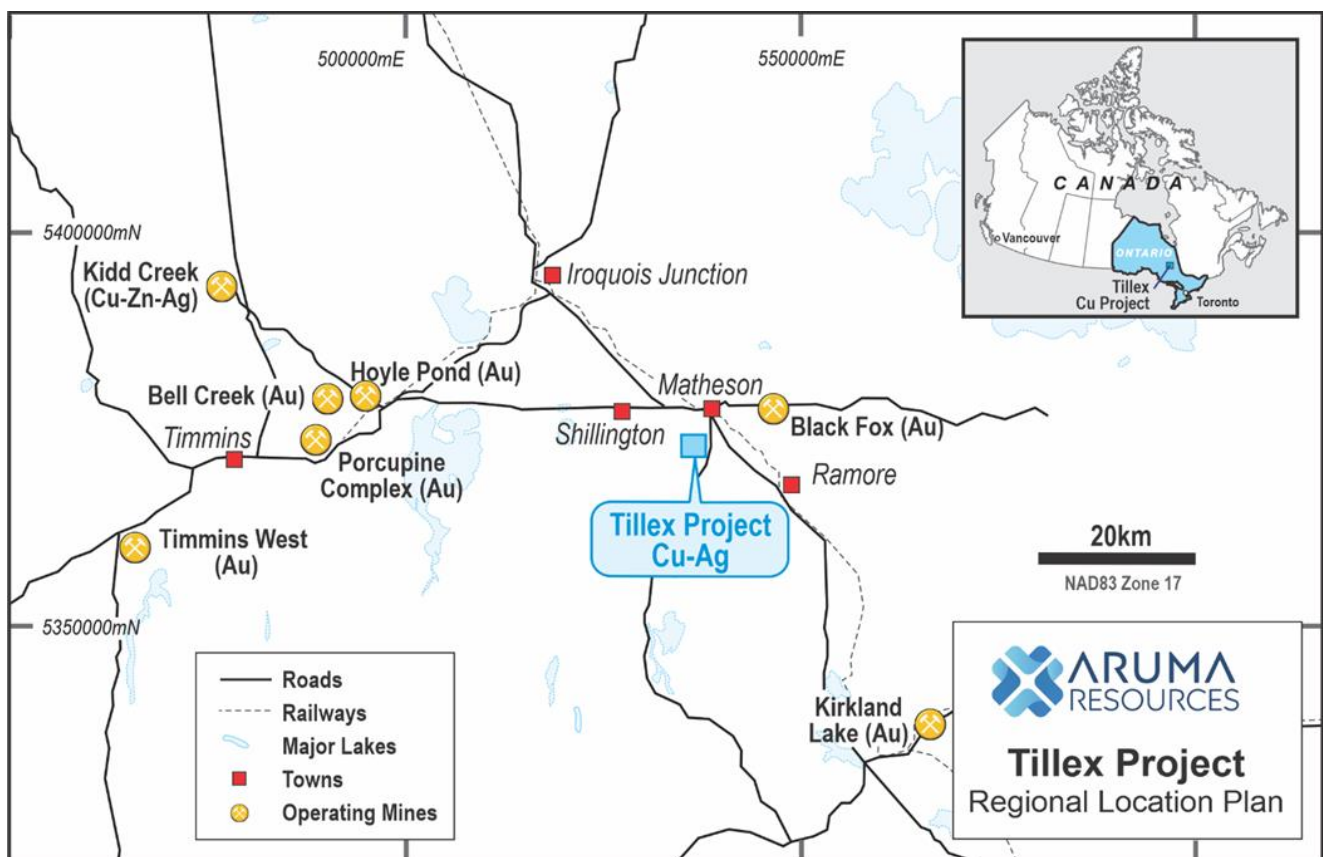 500000mE
550000mE
CANADA
Vancouver
ONTARIO
Tillex
Cu Project
Toronto
5400000mN
Kidd Creek
(Cu-Zn-Ag)
Iroquois Junction
Hoyle Pond (Au)
Bell Creek (Au)
Matheson
Timmins
Shillington
Black Fox (Au)
Porcupine
Complex (Au)
Ramore
Tillex Project
Cu-Ag
Timmins West
(Au)
20km
NAD83 Zone 17
5350000mN
Roads
Railways
Major Lakes
Towns
Operating Mines
Kirkland
Lake (Au)
ARUMA
RESOURCES
Tillex Project
Regional Location Plan